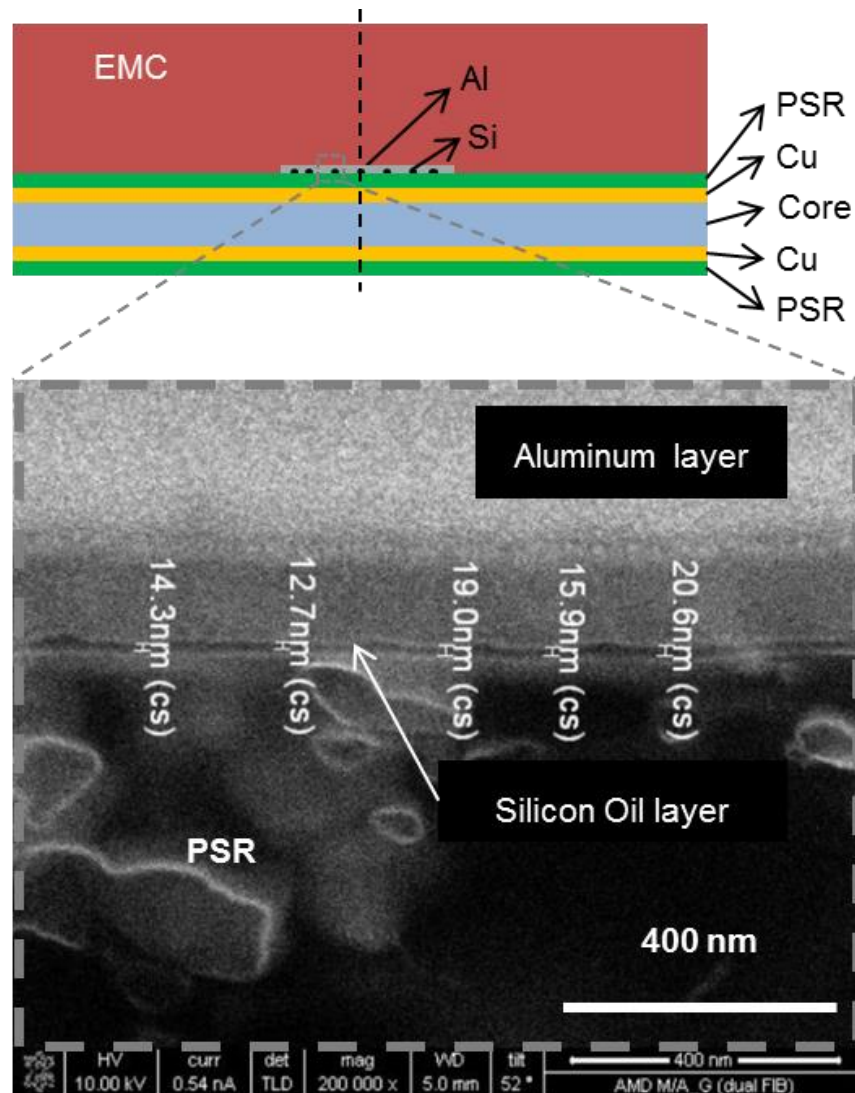 EMC
Al
Si
PSR
Cu
Core
Cu
PSR
Aluminum layer
14.3nm (cs)
12.7nm (cs)
19.0nm (cs)
15.9nm (cs)
20.6nm (cs)
Silicon Oil layer
PSR
400 nm
HV
10.00 kV
curr
0.54 nA
det
TLD
mag
200 000 x
WD
5.0 mm
tilt
52 °
400 nm
AMD M/A G (dual FIB)